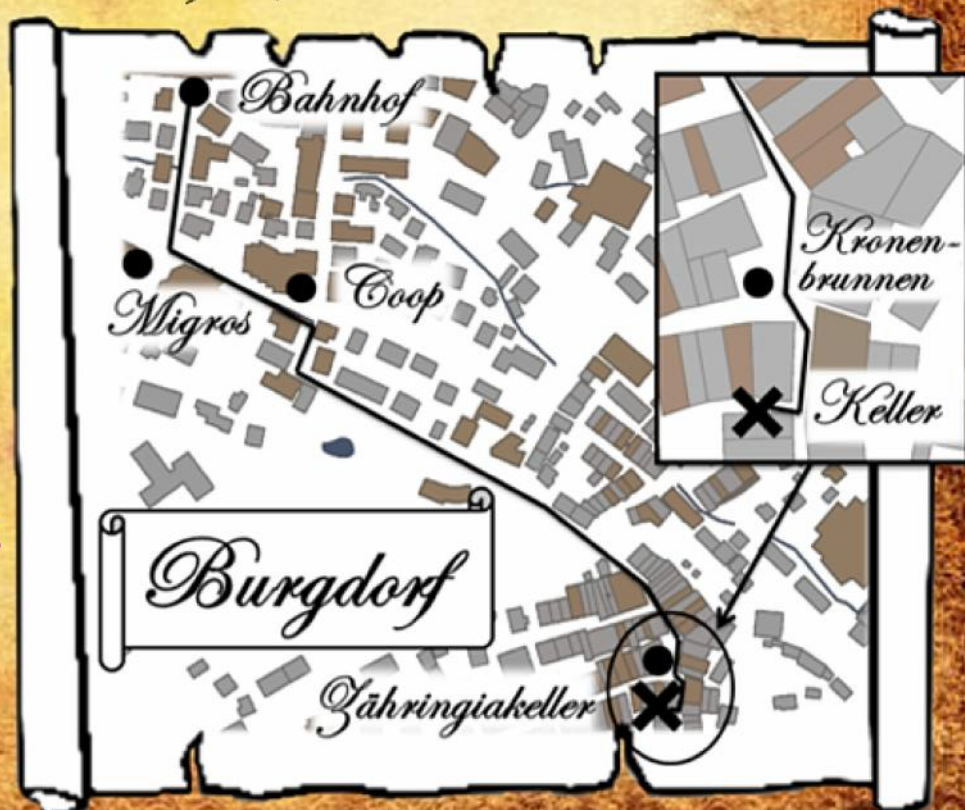 Bahnhof
Kronen-
brunnen
Coop
Migros
Keller
Burgdorf
Zähringiakeller